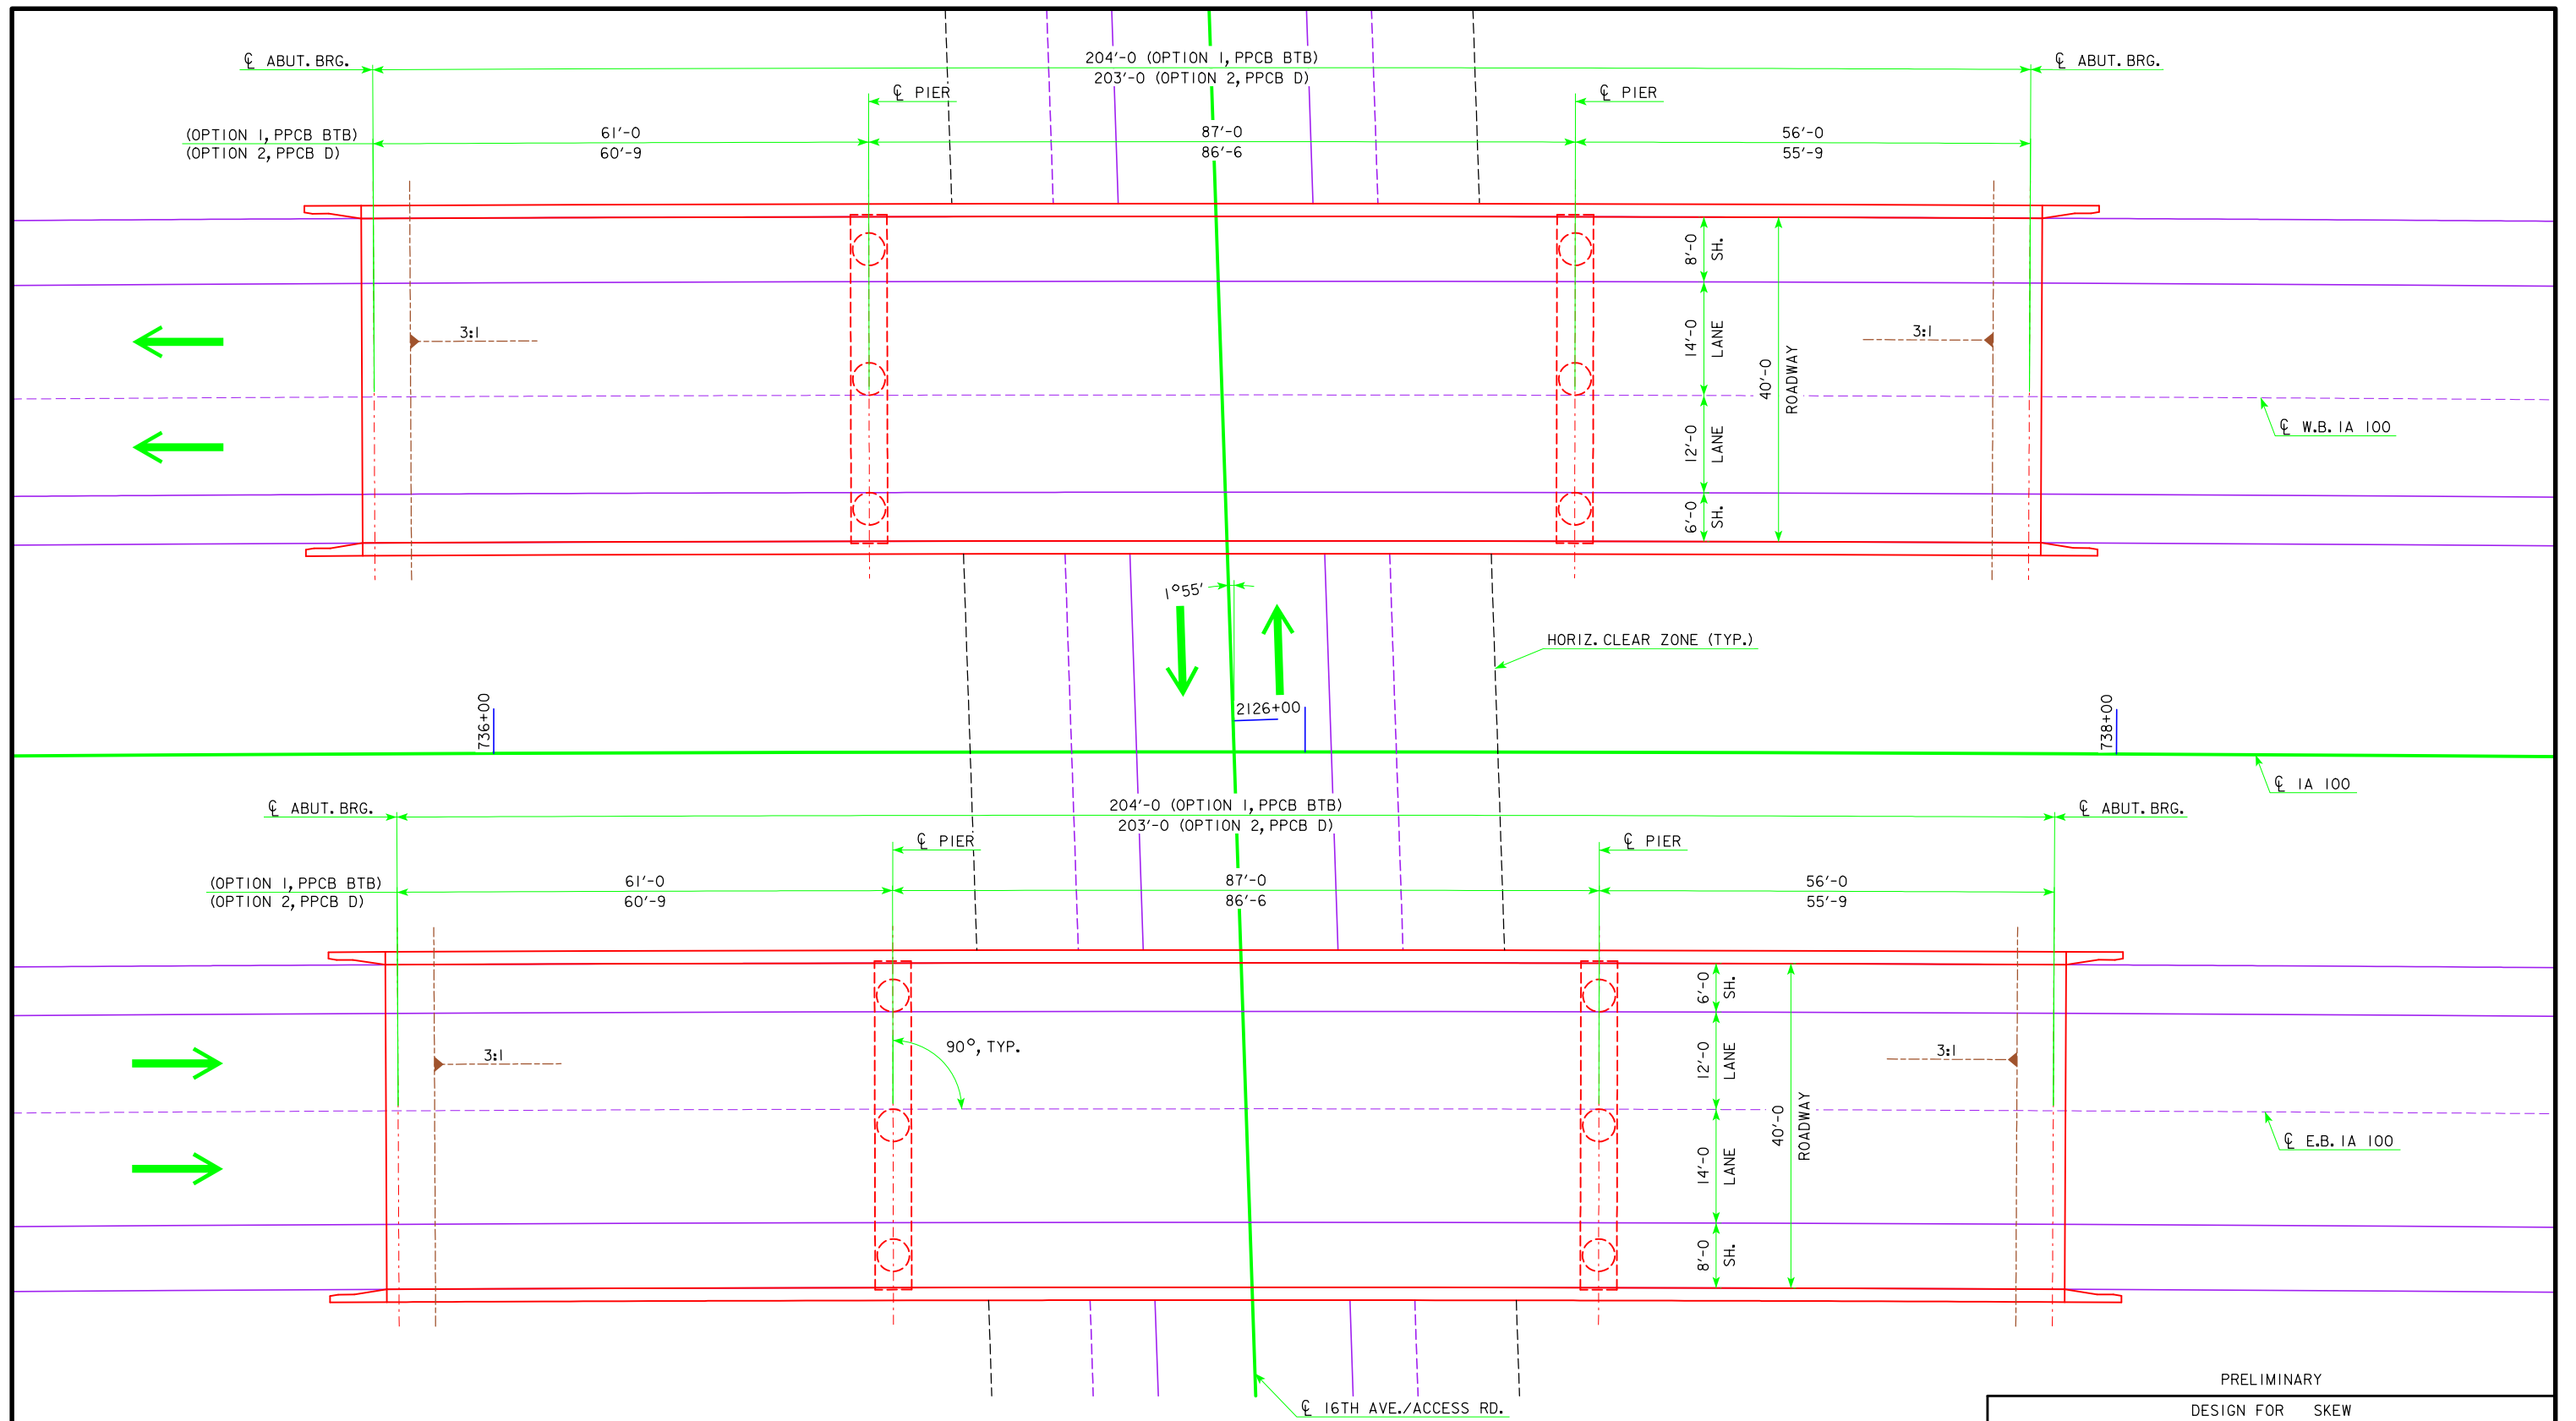 204'-0 (OPTION 1, PPCB BTB)
203'-0 (OPTION 2, PPCB D)
℄ ABUT. BRG.
℄ ABUT. BRG.
℄ PIER
℄ PIER
(OPTION 1, PPCB BTB)
(OPTION 2, PPCB D)
61'-0
60'-9
87'-0
86'-6
56'-0
55'-9
8'-0
SH.
14'-0
LANE
12'-0
LANE
6'-0
SH.
40'-0
ROADWAY
3:1
3:1
℄ W.B. IA 100
1°55'
HORIZ. CLEAR ZONE (TYP.)
736+00
2126+00
738+00
℄ IA 100
204'-0 (OPTION 1, PPCB BTB)
203'-0 (OPTION 2, PPCB D)
℄ ABUT. BRG.
℄ ABUT. BRG.
℄ PIER
℄ PIER
(OPTION 1, PPCB BTB)
(OPTION 2, PPCB D)
61'-0
60'-9
87'-0
86'-6
56'-0
55'-9
6'-0
SH.
12'-0
LANE
14'-0
LANE
8'-0
SH.
40'-0
ROADWAY
90°, TYP.
3:1
3:1
℄ E.B. IA 100
℄ 16TH AVE./ACCESS RD.
PRELIMINARY
DESIGN FOR SKEW